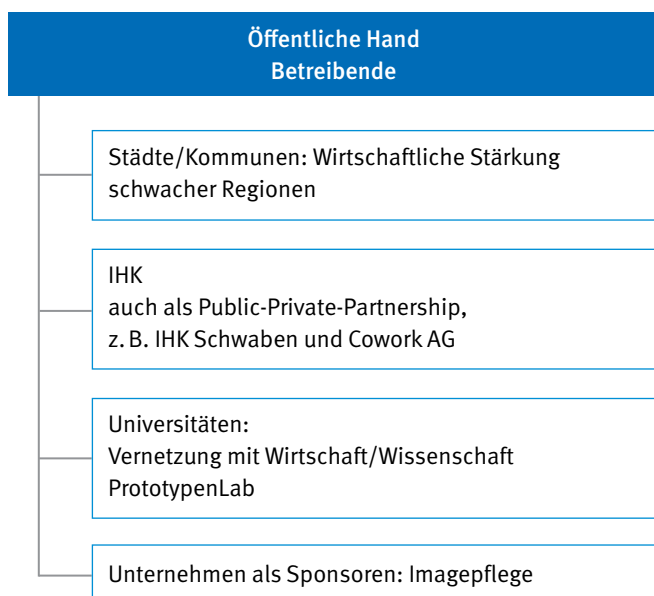 Öffentliche Hand
Betreibende
Städte/Kommunen: Wirtschaftliche Stärkung
schwacher Regionen
IHK
auch als Public-Private-Partnership,
z. B. IHK Schwaben und Cowork AG
Universitäten:
Vernetzung mit Wirtschaft/Wissenschaft
PrototypenLab
Unternehmen als Sponsoren: Imagepflege